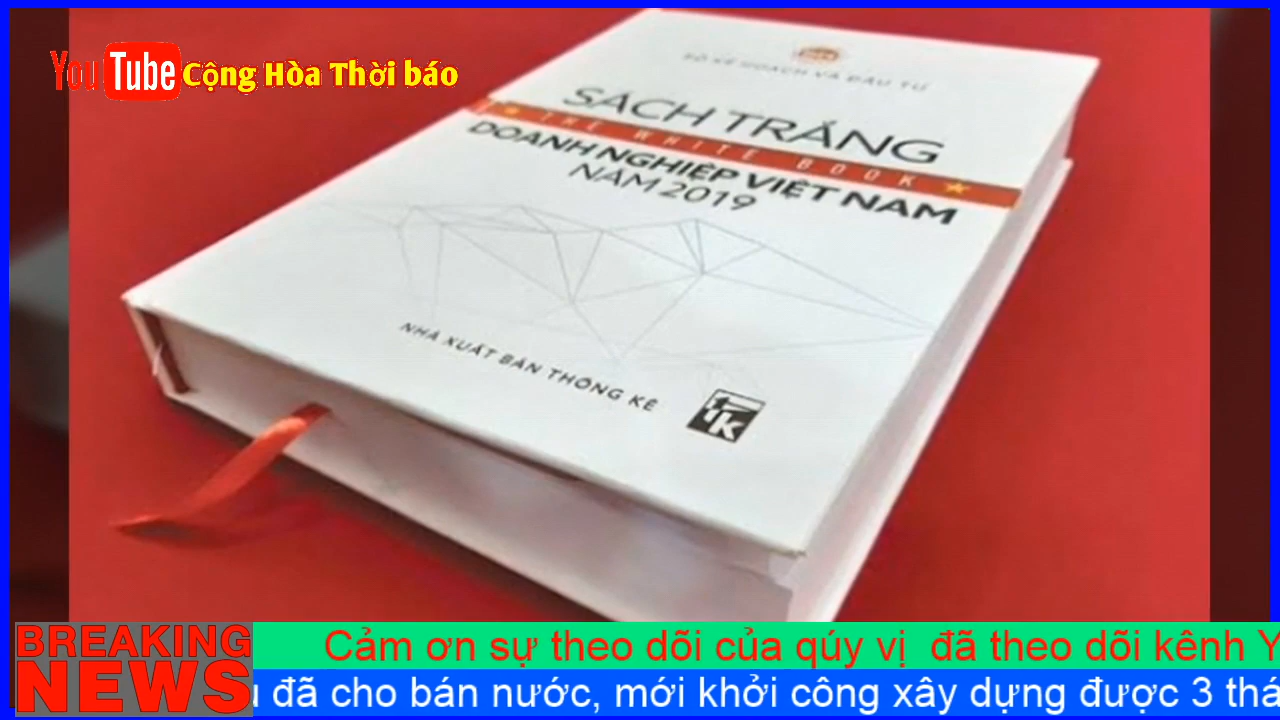 YouTube Cộng Hòa Thời báo
BỘ KẾ HOẠCH VÀ ĐẦU TƯ
SÁCH TRẮNG
THE WHITE BOOK
DOANH NGHIỆP VIỆT NAM
NĂM 2019
NHÀ XUẤT BẢN THỐNG KÊ
BREAKING
NEWS
Cảm ơn sự theo dõi của qúy vị đã theo dõi kênh Y
đã cho bán nước, mới khởi công xây dựng được 3 thá